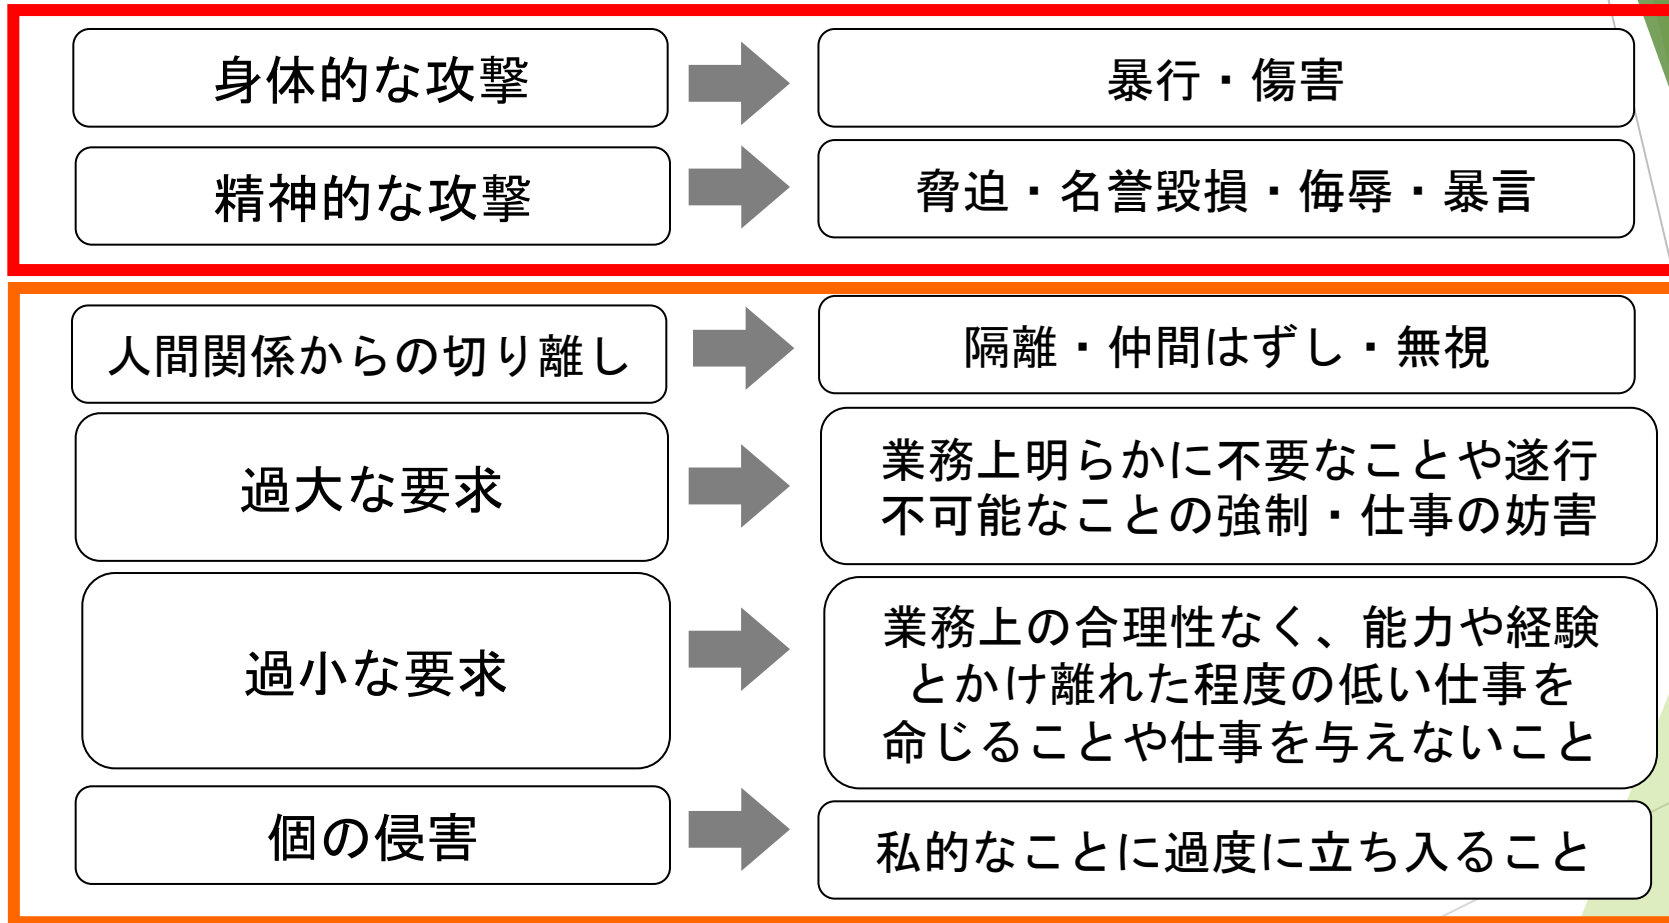 身体的な攻撃
暴行・傷害
精神的な攻撃
脅迫・名誉毀損・侮辱・暴言
人間関係からの切り離し
隔離・仲間はずし・無視
過大な要求
業務上明らかに不要なことや遂行
不可能なことの強制・仕事の妨害
過小な要求
業務上の合理性なく、能力や経験
とかけ離れた程度の低い仕事を
命じることや仕事を与えないこと
個の侵害
私的なことに過度に立ち入ること